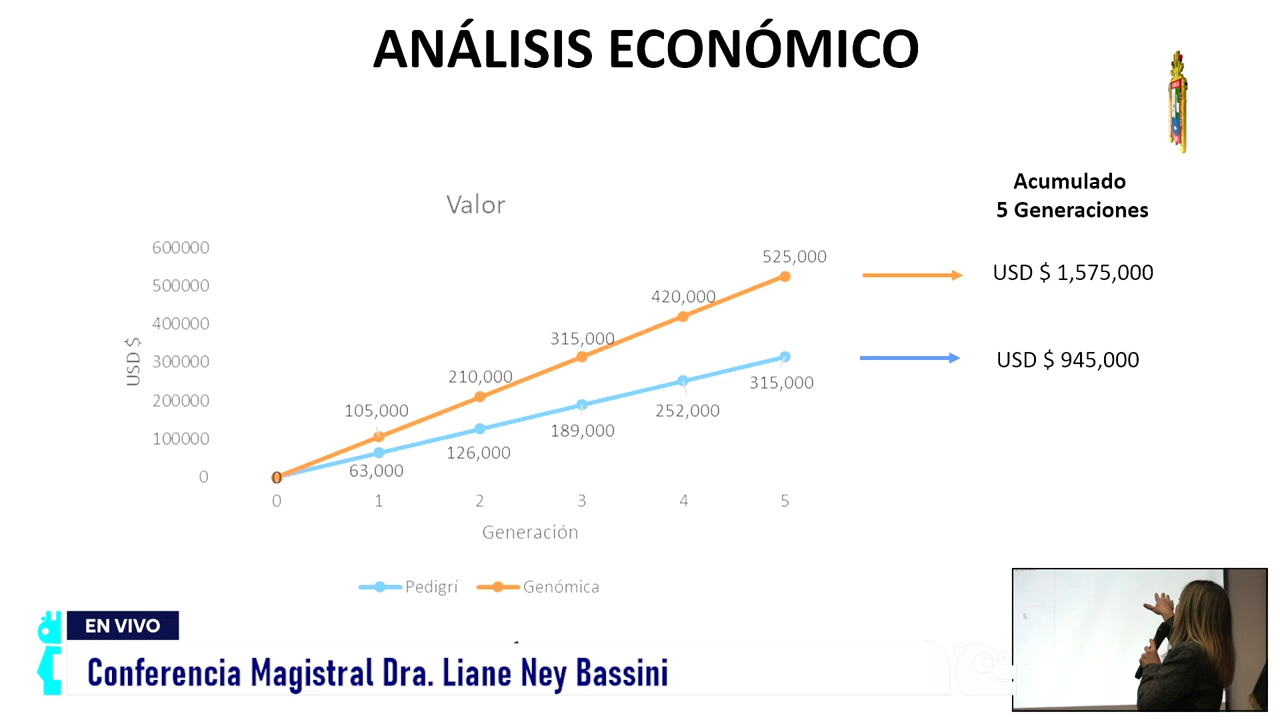 ANÁLISIS ECONÓMICO
Acumulado
5 Generaciones
Valor
USD $
600000
500000
400000
300000
200000
100000
0
525,000
420,000
315,000
210,000
105,000
0
315,000
252,000
189,000
126,000
63,000
USD $ 1,575,000
USD $ 945,000
0 1 2 3 4 5
Generación
Pedigrí Genómica
EN VIVO
Conferencia Magistral Dra. Liane Ney Bassini